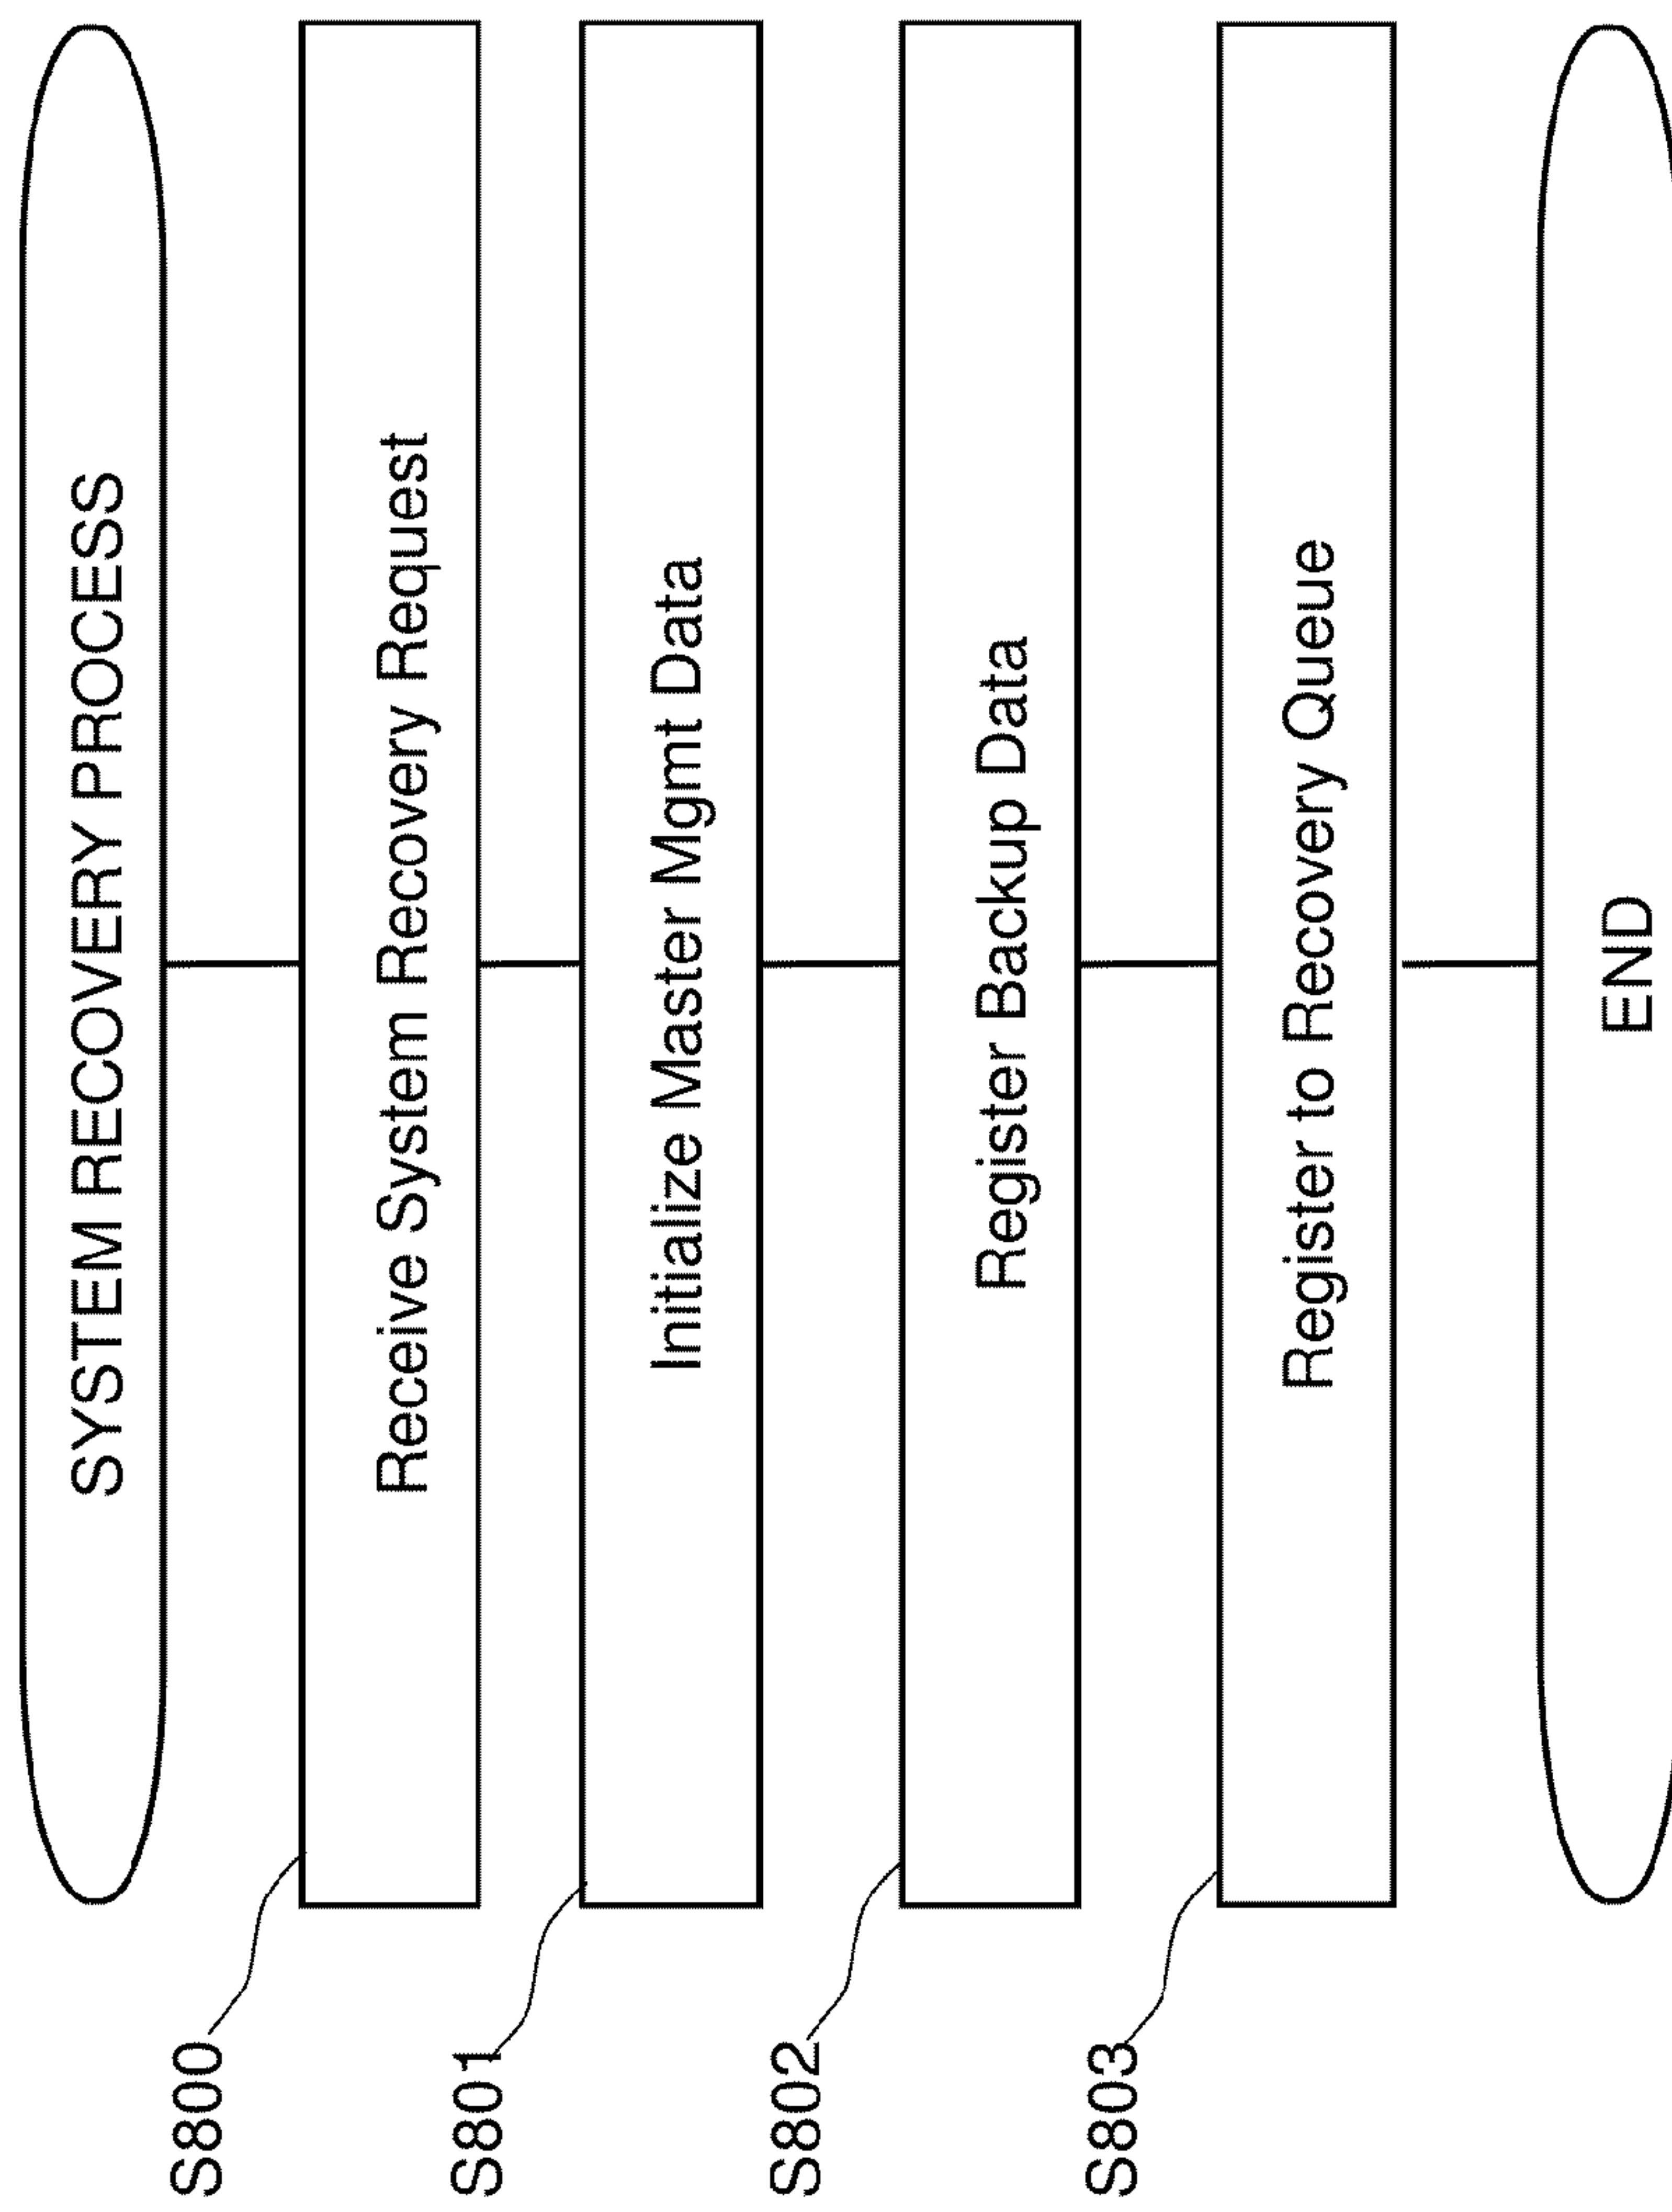 SYSTEM RECOVERY PROCESS
S800
Receive System Recovery Request
S801
Initialize Master Mgmt Data
S802
Register Backup Data
S803
Register to Recovery Queue
END